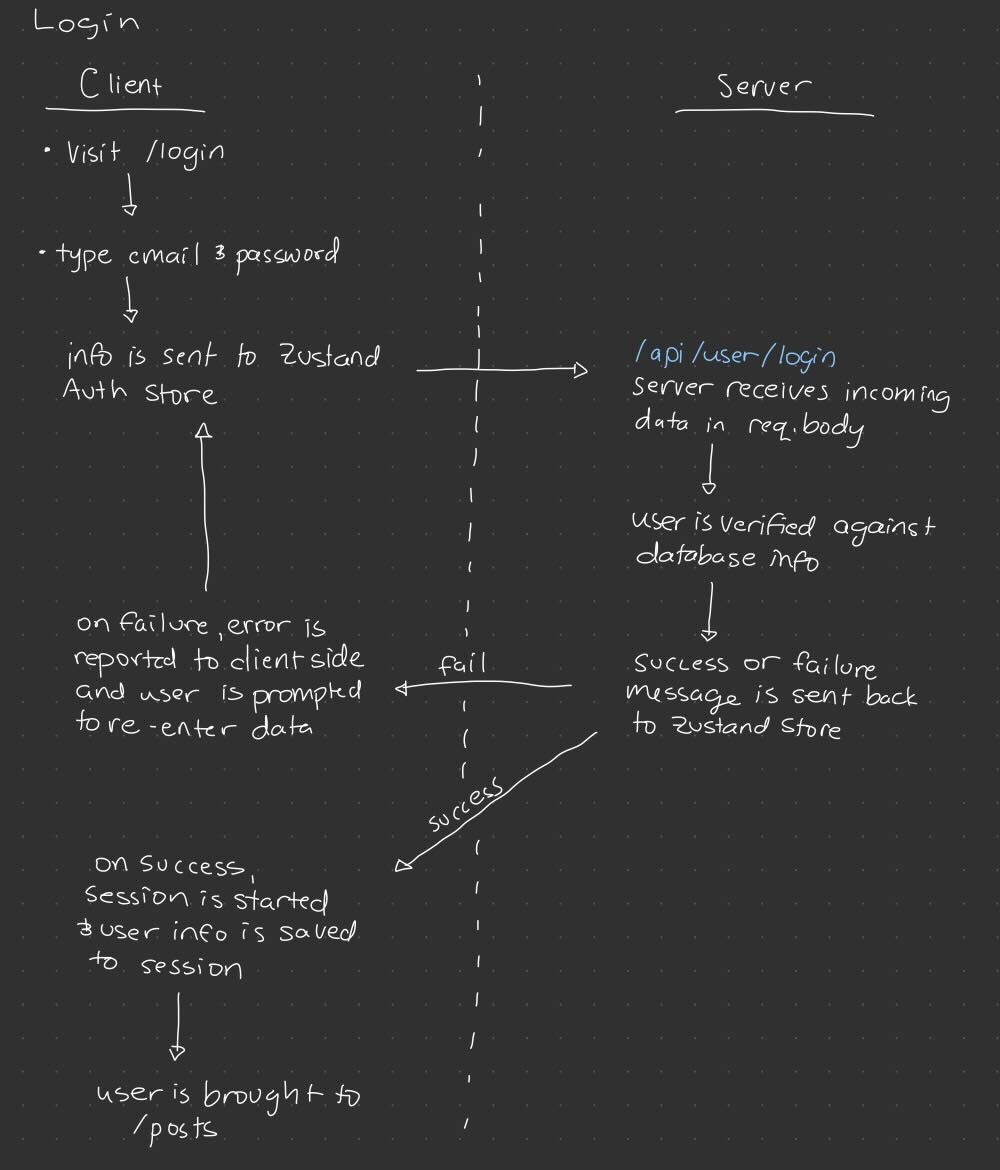 Login
Client
Server
• Visit /login
• type email & password
info is sent to Zustand
Auth Store
/api/user/login
server receives incoming
data in req.body
user is verified against
database info
success or failure
message is sent back
to Zustand Store
fail
on failure, error is
reported to client side
and user is prompted
to re-enter data
success
on success,
session is started
& user info is saved
to session
user is brought to
/posts